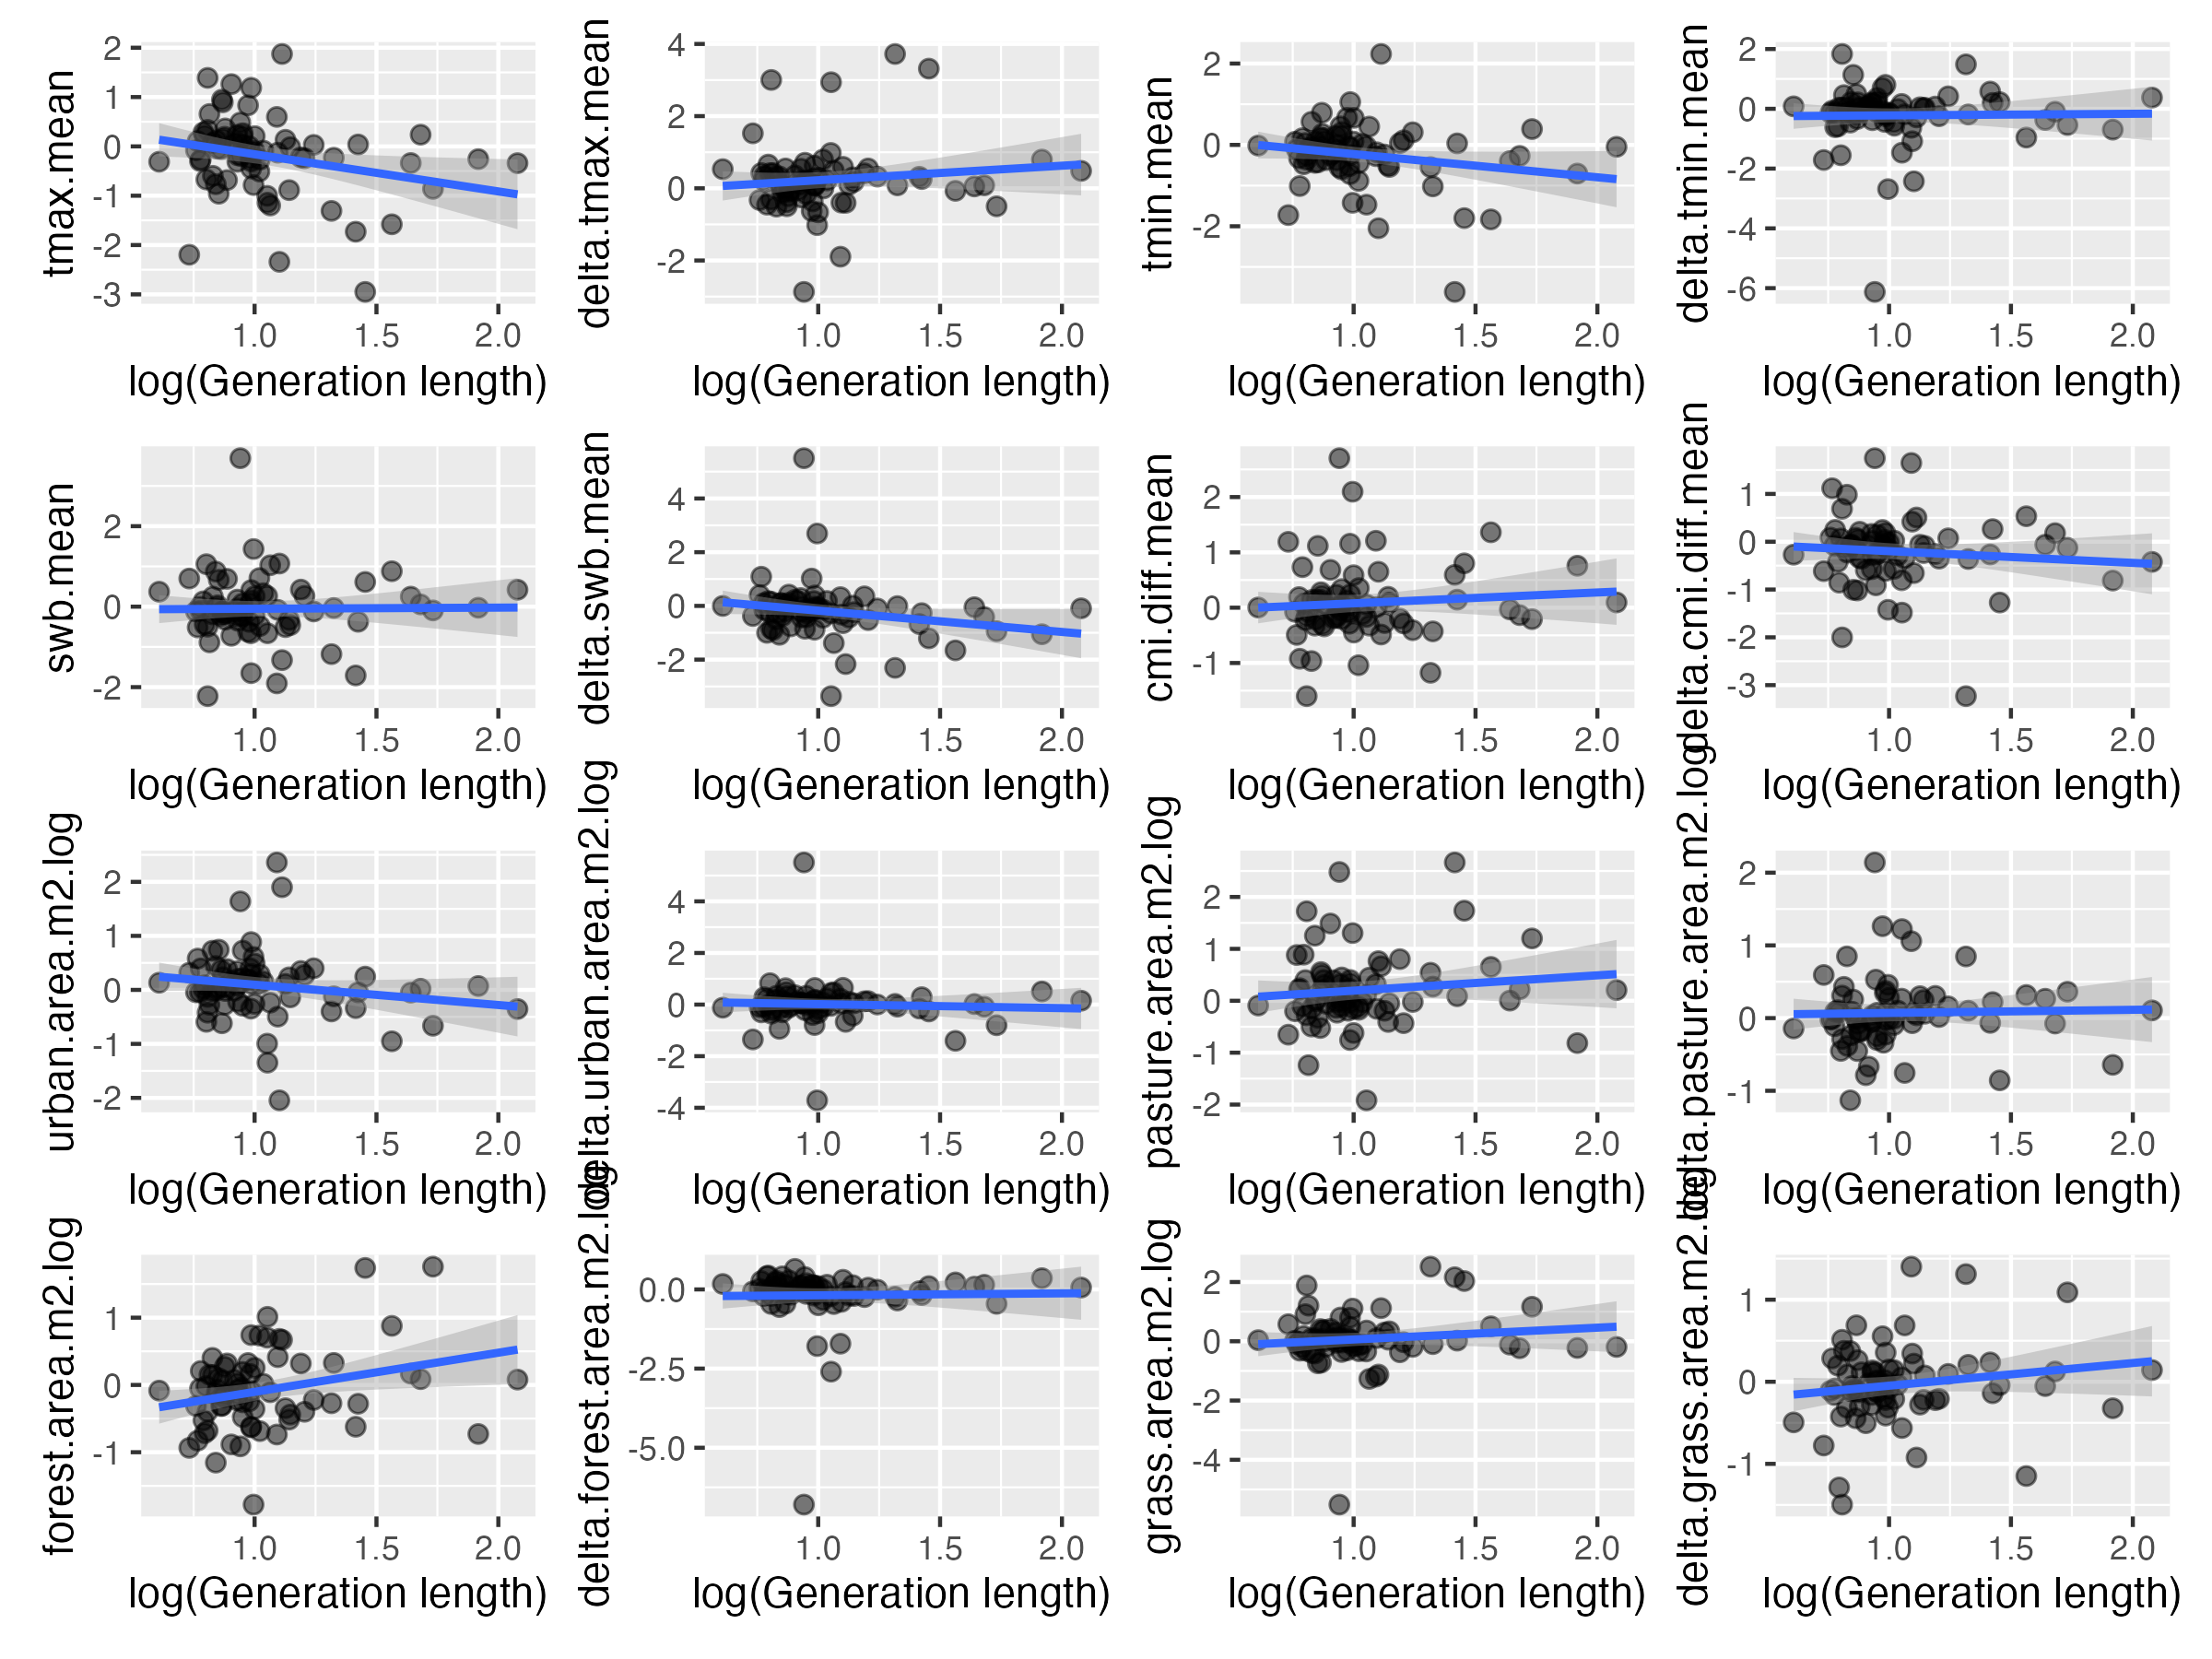 tmax.mean
2
1
0
-1
-2
-3
1.0 1.5 2.0
log(Generation length)
delta.tmax.mean
4
2
0
-2
1.0 1.5 2.0
log(Generation length)
tmin.mean
2
0
-2
1.0 1.5 2.0
log(Generation length)
delta.tmin.mean
2
0
-2
-4
-6
1.0 1.5 2.0
log(Generation length)
swb.mean
2
0
-2
1.0 1.5 2.0
log(Generation length)
delta.swb.mean
4
2
0
-2
1.0 1.5 2.0
log(Generation length)
cmi.diff.mean
2
1
0
-1
1.0 1.5 2.0
log(Generation length)
delta.cmi.diff.mean
1
0
-1
-2
-3
1.0 1.5 2.0
log(Generation length)
urban.area.m2.log
2
1
0
-1
-2
1.0 1.5 2.0
log(Generation length)
delta.urban.area.m2.log
4
2
0
-2
-4
1.0 1.5 2.0
log(Generation length)
pasture.area.m2.log
2
1
0
-1
-2
1.0 1.5 2.0
log(Generation length)
delta.pasture.area.m2.log
2
1
0
-1
1.0 1.5 2.0
log(Generation length)
forest.area.m2.log
1
0
-1
1.0 1.5 2.0
log(Generation length)
delta.forest.area.m2.log
0.0
-2.5
-5.0
1.0 1.5 2.0
log(Generation length)
grass.area.m2.log
2
0
-2
-4
1.0 1.5 2.0
log(Generation length)
delta.grass.area.m2.log
1
0
-1
1.0 1.5 2.0
log(Generation length)